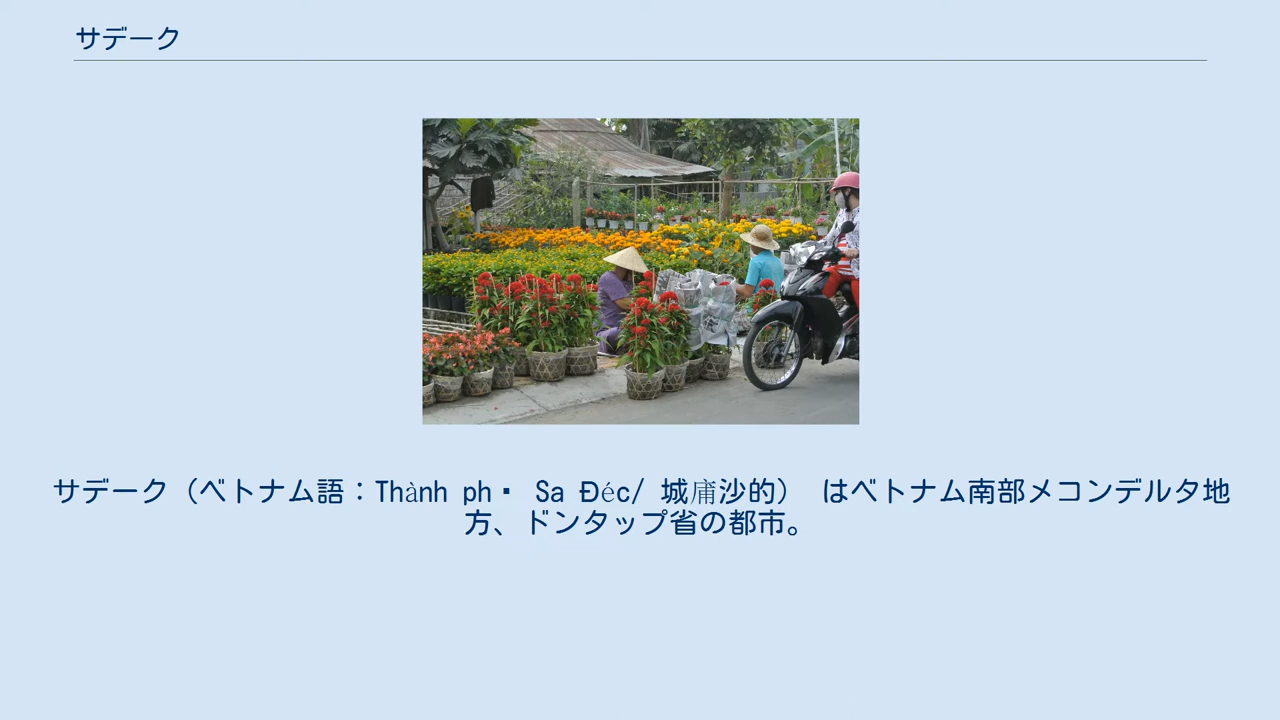 サデーク
サデーク（ベトナム語：Thành ph· Sa Đéc/ 城庯沙的） はベトナム南部メコンデルタ地
方、ドンタップ省の都市。